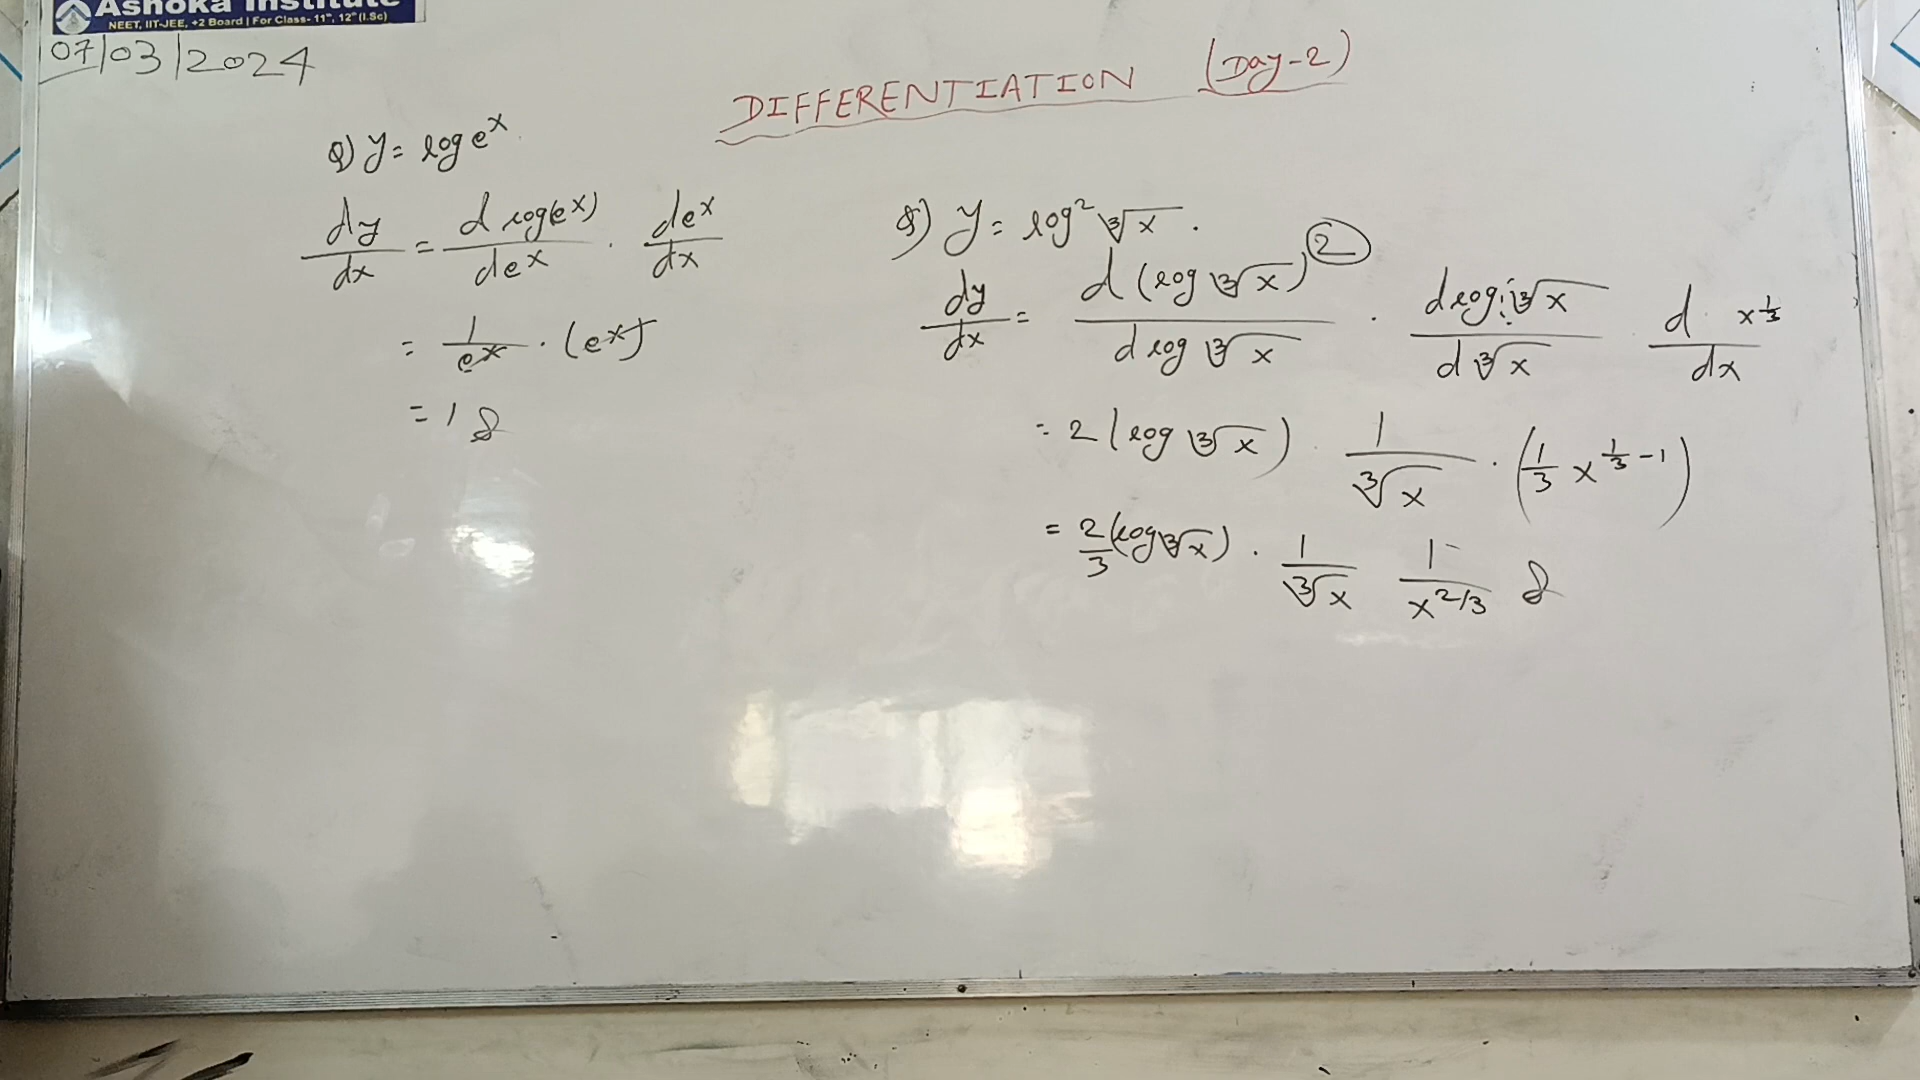 Ashoka Institute
NEET, IIT-JEE, +2 Board | For Class- 11th, 12th (I.Sc)
07/03/2024
DIFFERENTIATION (Day-2)
Q) y = log e^x
dy/dx = d log(e^x)/de^x · de^x/dx
= 1/e^x · (e^x)
= 1
Q) y = log² ∛x.
dy/dx = d (log ∛x)^2/d log ∛x · d log ∛x/d ∛x d x^1/3/dx
= 2 (log ∛x) · 1/∛x · (1/3 x^(1/3 - 1))
= 2/3 (log ∛x) · 1/∛x 1/x^2/3